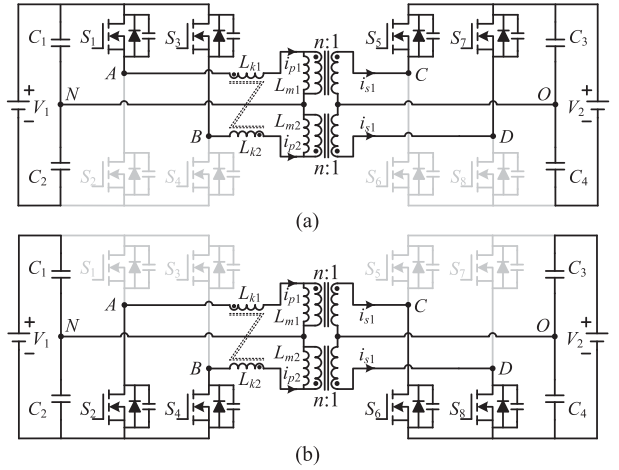 C1 S1 S3 Lk1 ip1 n:1 S5 S7 C3
A Lm1 is1 C
V1 N O V2
B Lm2 is1 D
C2 S2 S4 Lk2 ip2 n:1 S6 S8 C4
(a)
C1 S1 S3 Lk1 ip1 n:1 S5 S7 C3
A Lm1 is1 C
V1 N O V2
B Lm2 is1 D
C2 S2 S4 Lk2 ip2 n:1 S6 S8 C4
(b)